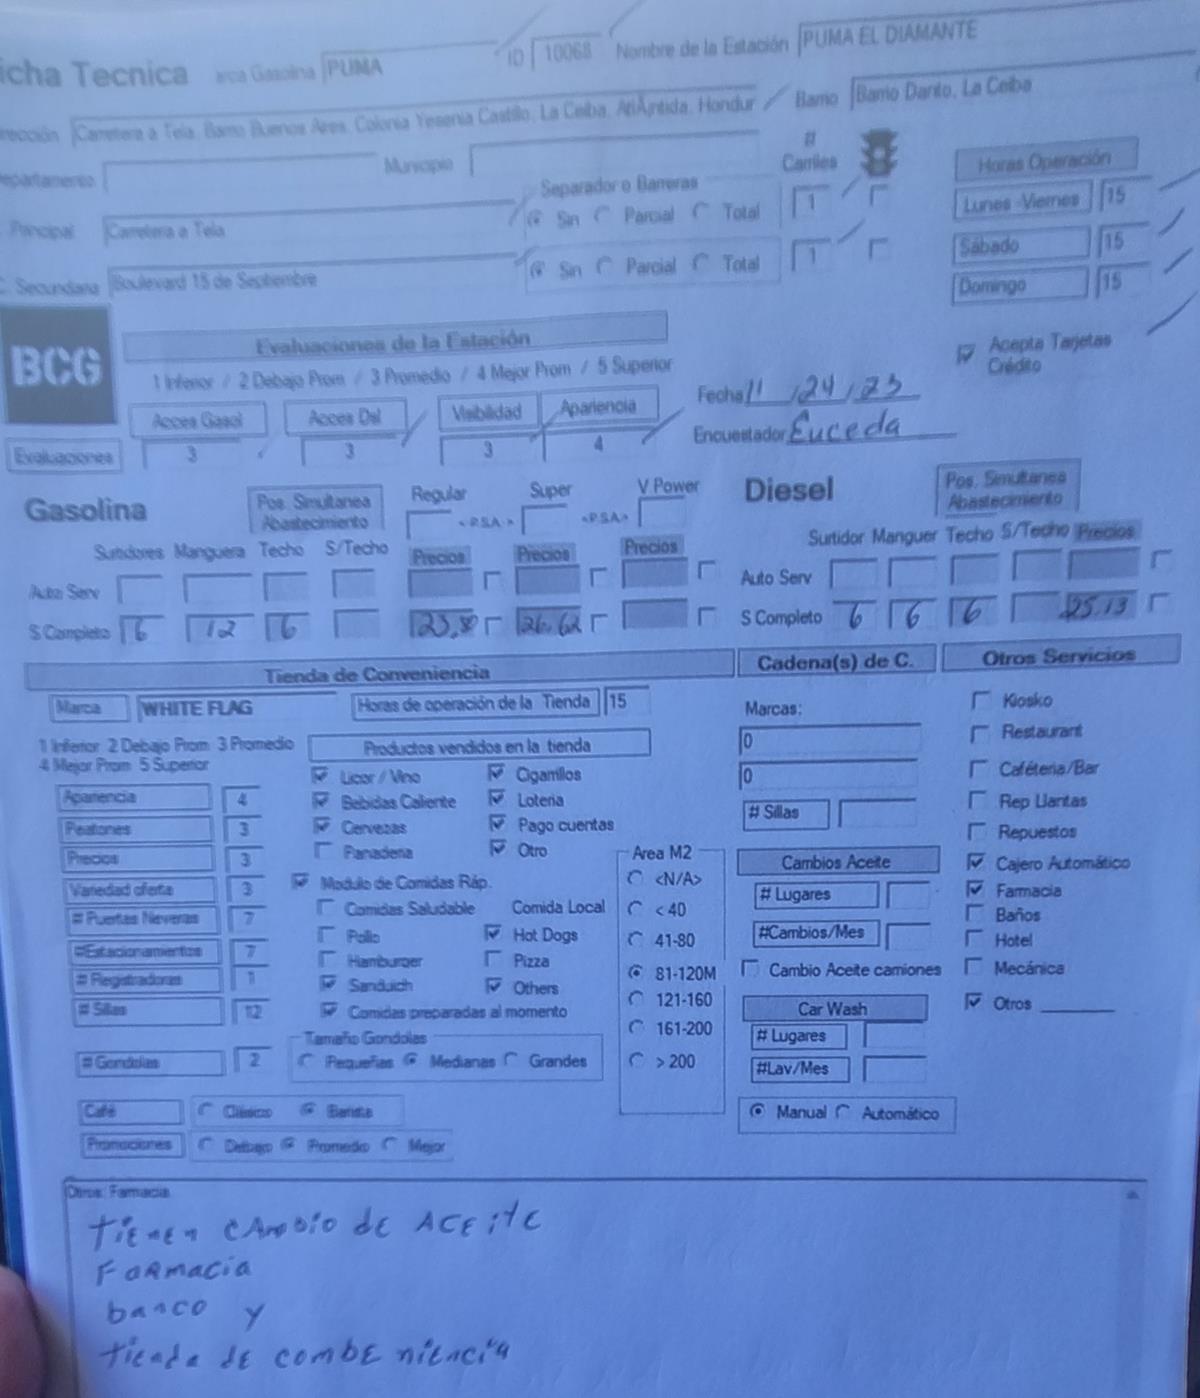 icha Tecnica arca Gasolina PUMA ID 10068 Nombre de la Estación PUMA EL DIAMANTE
rección Carretera a Tela, Barrio Buenos Aires, Colonia Yesenia Castillo, La Ceiba, AtlÃ¡ntida, Hondur Barrio Barrio Danto, La Ceiba
epartamento Municipio # Carriles
Separador o Barreras Horas Operación
Principal Carretera a Tela Sin Parcial Total 1 Lunes -Viernes 15
C. Secundaria Boulevard 15 de Septiembre Sin Parcial Total 1 Sábado 15
Domingo 15
BCG
Evaluaciones de la Estación
1 Inferior / 2 Debajo Prom / 3 Promedio / 4 Mejor Prom / 5 Superior
Acepta Tarjetas Crédito
Fecha 11/24/23
Acces Gasol Acces Dsl Visibilidad Apariencia
Encuestador Euceda
Evaluaciones 3 3 3 4
Gasolina Pos. Simultanea Abastecimiento Regular <P.S.A.> Super <P.S.A> V Power
Surtidores Manguera Techo S/Techo Precios Precios Precios
Auto Serv
S Completo 6 12 6 23,8 26.62
Diesel Pos. Simultanea Abastecimiento
Surtidor Manguer Techo S/Techo Precios
Auto Serv
S Completo 6 6 6 25.13
Tienda de Conveniencia
Marca WHITE FLAG Horas de operación de la Tienda 15
1 Inferior 2 Debajo Prom 3 Promedio
4 Mejor Prom 5 Superior
Apariencia 4
Peatones 3
Precios 3
Variedad oferta 3
# Puertas Neveras 7
#Estacionamientos 7
# Registradoras 1
# Sillas 12
# Gondolas 2
Productos vendidos en la tienda
Licor / Vino Cigarrillos
Bebidas Caliente Loteria
Cervezas Pago cuentas
Panaderia Otro
Modulo de Comidas Ráp.
Comidas Saludable Comida Local
Pollo Hot Dogs
Hamburger Pizza
Sanduich Others
Comidas preparadas al momento
Tamaño Gondolas
Pequeñas Medianas Grandes
Area M2
<N/A>
< 40
41-80
81-120M
121-160
161-200
> 200
Café Clásico Barista
Promociones Debajo Promedio Mejor
Cadena(s) de C.
Marcas:
0
0
# Sillas
Cambios Aceite
# Lugares
#Cambios/Mes
Cambio Aceite camiones
Car Wash
# Lugares
#Lav/Mes
Manual Automático
Otros Servicios
Kiosko
Restaurant
Caféteria/Bar
Rep Llantas
Repuestos
Cajero Automático
Farmacia
Baños
Hotel
Mecánica
Otros
Otros: Farmacia
tienen cambio de ACEite
Farmacia
banco y
tienda de combeniencia